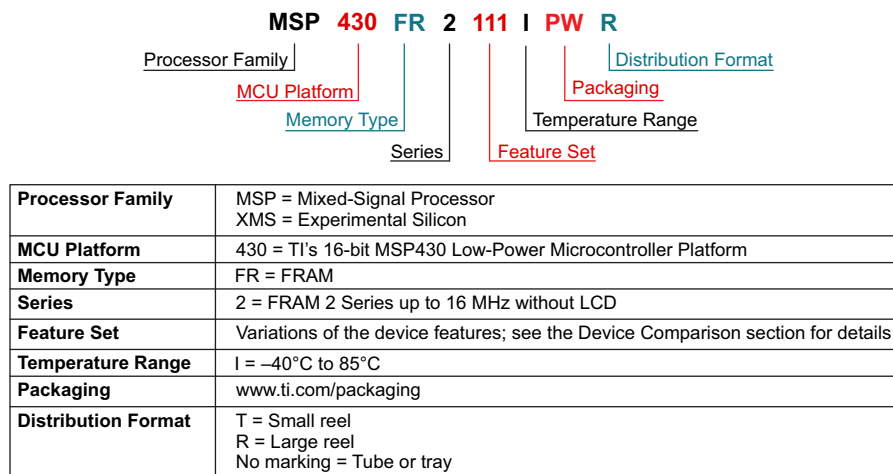 MSP 430 FR 2 111 I PW R
Processor Family
Distribution Format
MCU Platform
Packaging
Memory Type
Temperature Range
Series
Feature Set
Processor Family
MSP = Mixed-Signal Processor
XMS = Experimental Silicon
MCU Platform
430 = TI's 16-bit MSP430 Low-Power Microcontroller Platform
Memory Type
FR = FRAM
Series
2 = FRAM 2 Series up to 16 MHz without LCD
Feature Set
Variations of the device features; see the Device Comparison section for details
Temperature Range
I = –40°C to 85°C
Packaging
www.ti.com/packaging
Distribution Format
T = Small reel
R = Large reel
No marking = Tube or tray